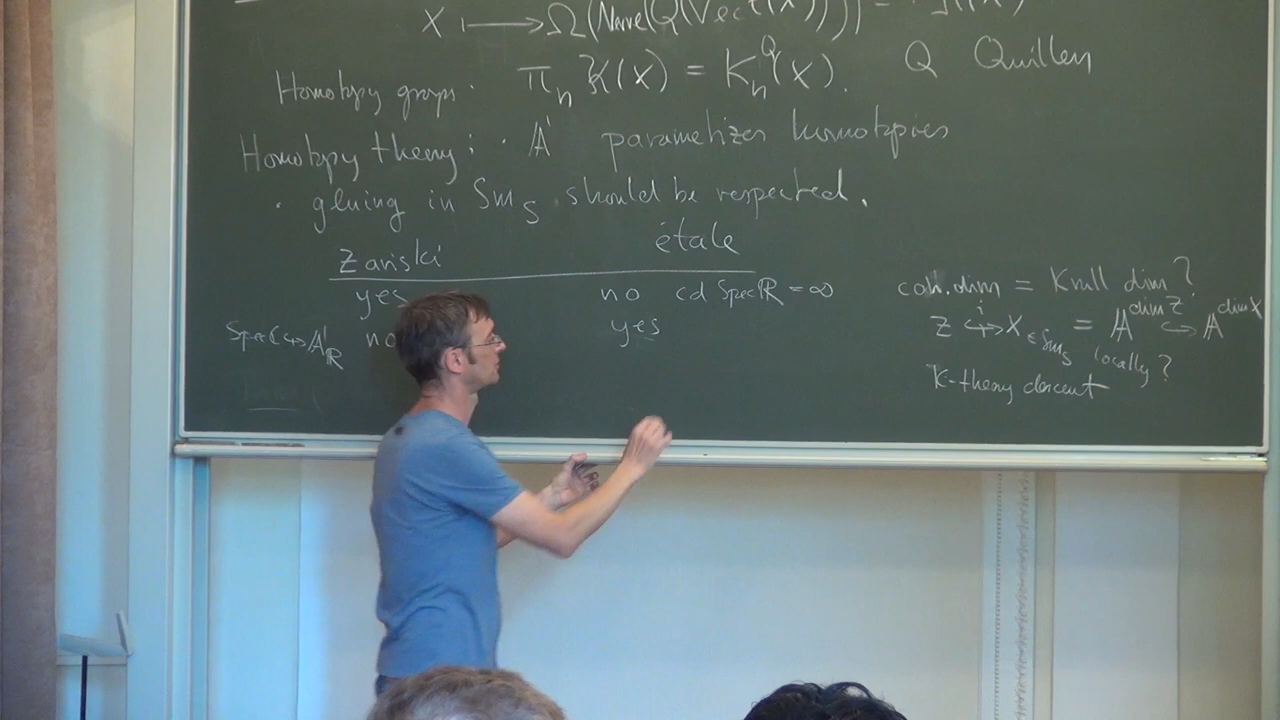 X ⟼ Ω(Nerve(Q(Vect(X)))) =
Homotopy groups: π_n 𝒦(X) = K_n^Q(X). Q Quillen
Homotopy theory: · 𝔸¹ parametrizes homotopies
· gluing in Sm_S should be respected.
Zariski étale
yes no cd Spec ℝ = ∞ coh. dim = Krull dim?
Spec ℂ ↪ 𝔸¹_ℝ no yes Z ↪^i X ∈ Sm_S = 𝔸^{dim Z} ↪ 𝔸^{dim X} locally?
K-theory descent